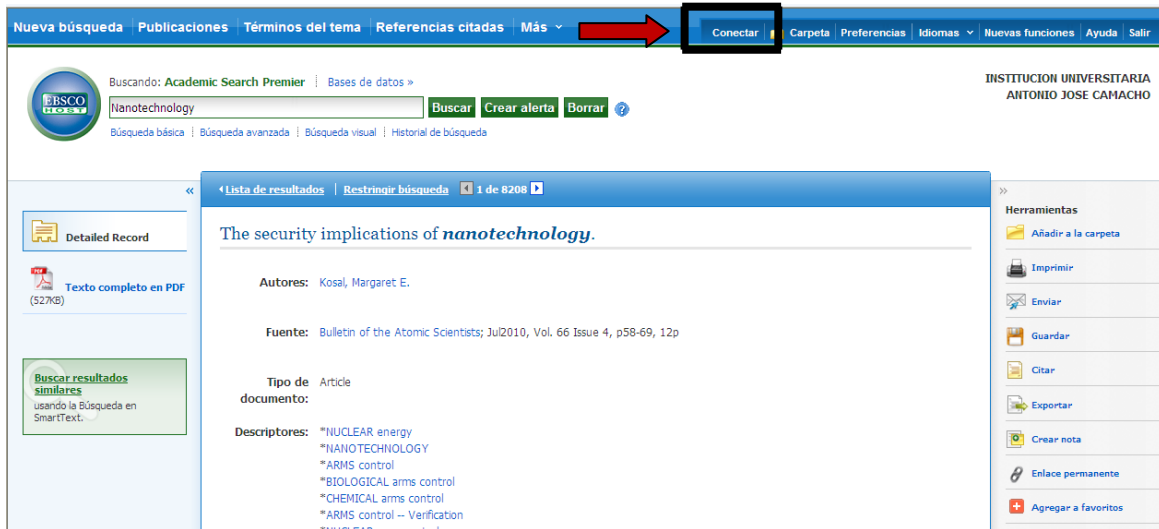 Nueva búsqueda Publicaciones Términos del tema Referencias citadas Más
Conectar Carpeta Preferencias Idiomas Nuevas funciones Ayuda Salir
INSTITUCION UNIVERSITARIA
ANTONIO JOSE CAMACHO
EBSCO
HOST
Buscando: Academic Search Premier Bases de datos »
Nanotechnology Buscar Crear alerta Borrar ?
Búsqueda básica Búsqueda avanzada Búsqueda visual Historial de búsqueda
«
Detailed Record
PDF
Texto completo en PDF
(527KB)
Buscar resultados
similares
usando la Búsqueda en
SmartText.
Lista de resultados Restringir búsqueda 1 de 8208
The security implications of nanotechnology.
Autores: Kosal, Margaret E.
Fuente: Bulletin of the Atomic Scientists; Jul2010, Vol. 66 Issue 4, p58-69, 12p
Tipo de Article
documento:
Descriptores: *NUCLEAR energy
*NANOTECHNOLOGY
*ARMS control
*BIOLOGICAL arms control
*CHEMICAL arms control
*ARMS control -- Verification
»
Herramientas
Añadir a la carpeta
Imprimir
Enviar
Guardar
Citar
Exportar
Crear nota
Enlace permanente
Agregar a favoritos